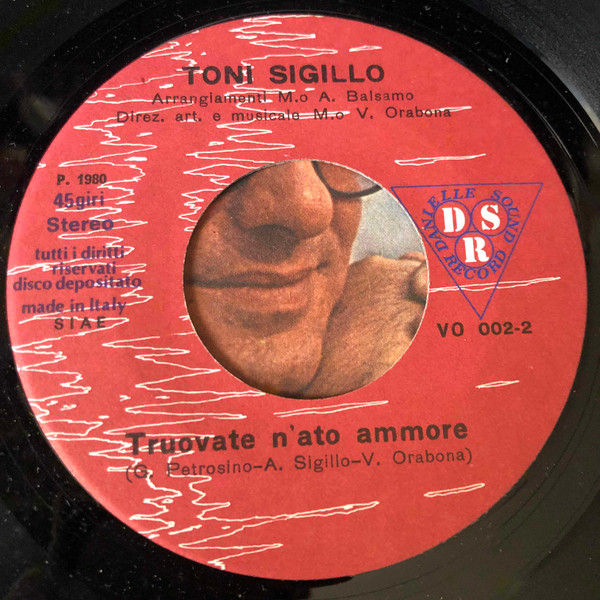 TONI SIGILLO
Arrangiamenti M.o A. Balsamo
Direz. art. e musicale M.o V. Orabona
P. 1980
45giri
Stereo
tutti i diritti
riservati
disco depositato
made in Italy
SIAE
DANIELLE SOUND RECORD
DSR
VO 002-2
Truovate n'ato ammore
(G. Petrosino-A. Sigillo-V. Orabona)